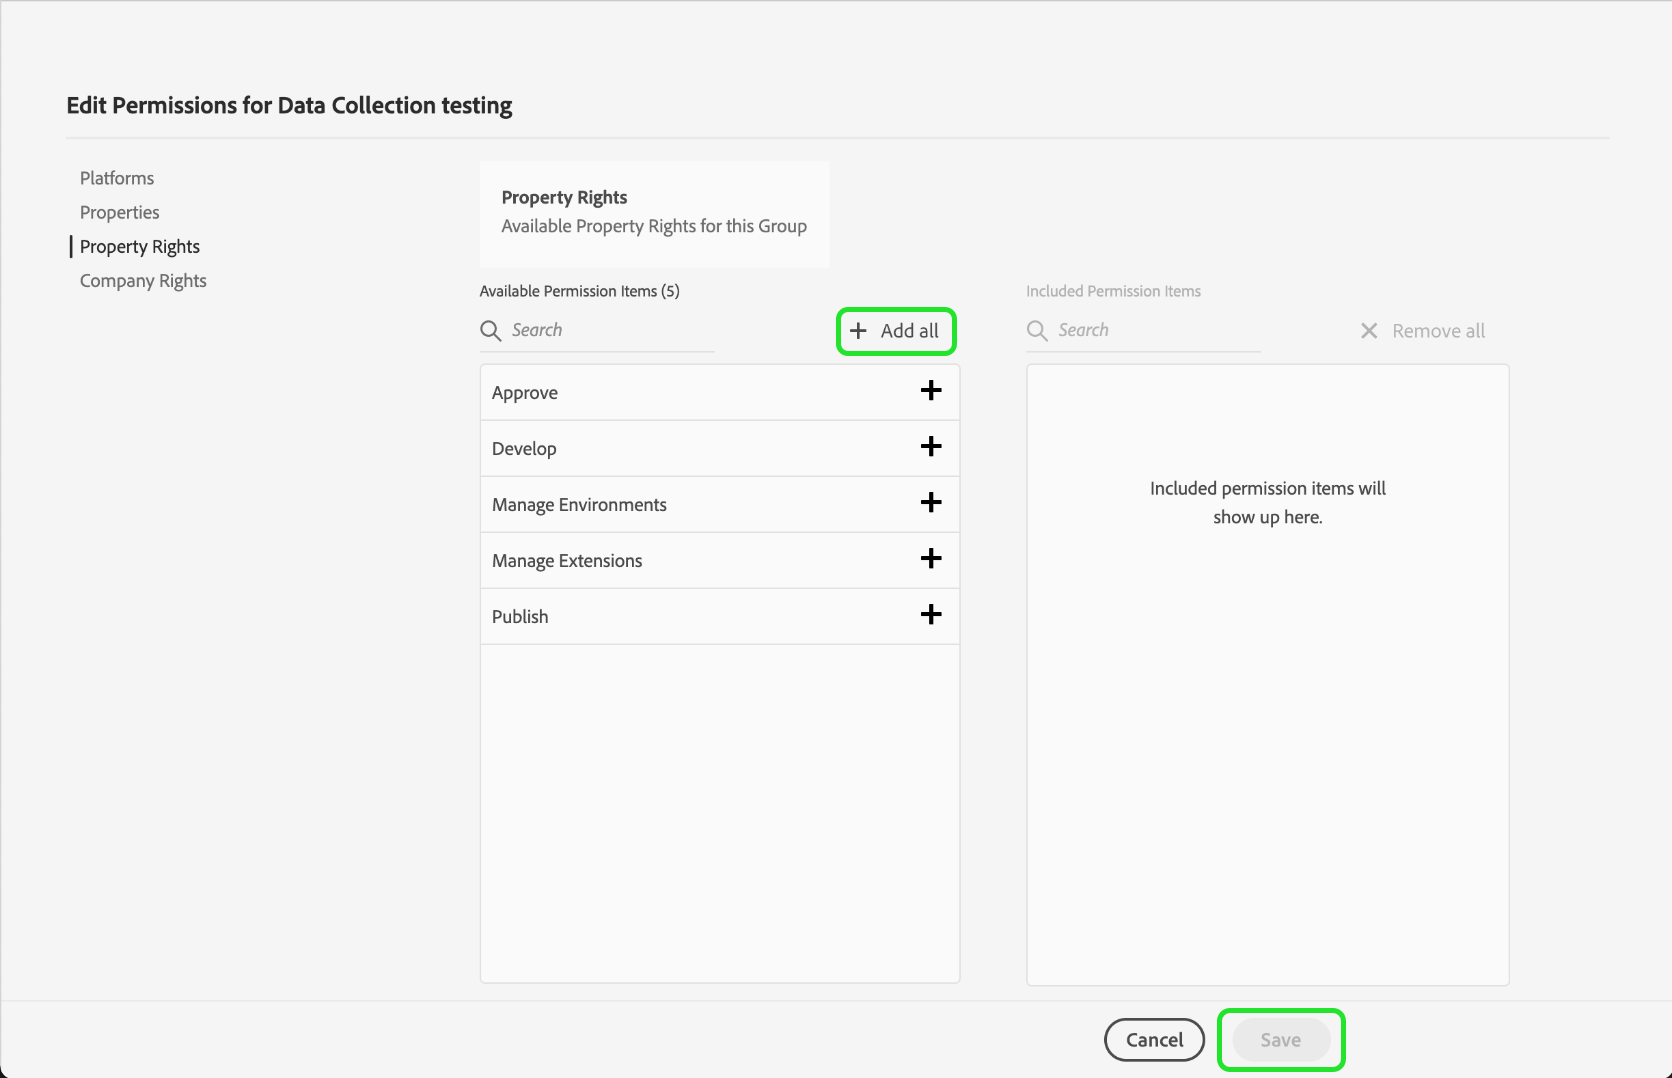 Edit Permissions for Data Collection testing
Platforms
Properties
Property Rights
Company Rights
Property Rights
Available Property Rights for this Group
Available Permission Items (5)
Search
Add all
Approve
Develop
Manage Environments
Manage Extensions
Publish
Included Permission Items
Search
Remove all
Included permission items will
show up here.
Cancel
Save